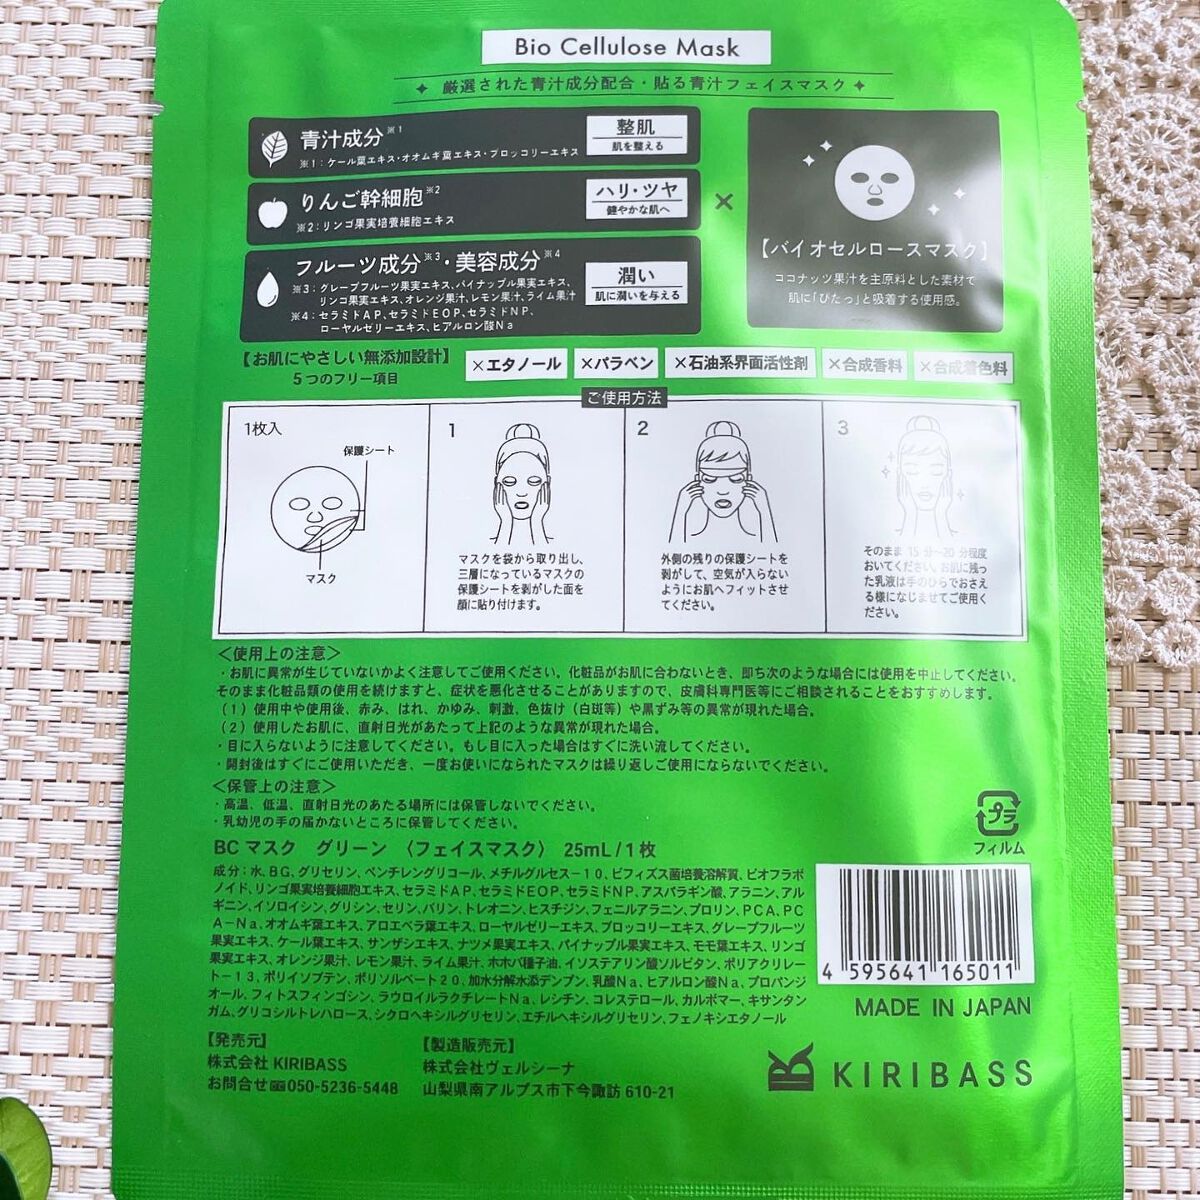 Bio Cellulose Mask
厳選された青汁成分配合・貼る青汁フェイスマスク
青汁成分※1
※1：ケール葉エキス・オオムギ葉エキス・ブロッコリーエキス
整肌
肌を整える
りんご幹細胞※2
※2：リンゴ果実培養細胞エキス
ハリ・ツヤ
健やかな肌へ
フルーツ成分※3・美容成分※4
※3：グレープフルーツ果実エキス、パイナップル果実エキス、
リンゴ果実エキス、オレンジ果汁、レモン果汁、ライム果汁
※4：セラミドAP、セラミドEOP、セラミドNP、
ローヤルゼリーエキス、ヒアルロン酸Na
潤い
肌に潤いを与える
×
【バイオセルロースマスク】
ココナッツ果汁を主原料とした素材で
肌に「ぴたっ」と吸着する使用感。
【お肌にやさしい無添加設計】
5つのフリー項目
×エタノール
×パラベン
×石油系界面活性剤
×合成香料
×合成着色料
ご使用方法
1枚入
保護シート
マスク
1
マスクを袋から取り出し、
三層になっているマスクの
保護シートを剥がした面を
顔に貼り付けます。
2
外側の残りの保護シートを
剥がして、空気が入らない
ようにお肌へフィットさせ
てください。
3
そのまま15分〜20分程度
おいてください。お肌に残っ
た乳液は手のひらでおさえ
る様になじませてご使用く
ださい。
＜使用上の注意＞
・お肌に異常が生じていないかよく注意してご使用ください。化粧品がお肌に合わないとき、即ち次のような場合には使用を中止してください。
そのまま化粧品類の使用を続けますと、症状を悪化させることがありますので、皮膚科専門医等にご相談されることをおすすめします。
（1）使用中や使用後、赤み、はれ、かゆみ、刺激、色抜け（白斑等）や黒ずみ等の異常が現れた場合。
（2）使用したお肌に、直射日光があたって上記のような異常が現れた場合。
・目に入らないように注意してください。もし目に入った場合はすぐに洗い流してください。
・開封後はすぐにご使用いただき、一度お使いになられたマスクは繰り返しご使用にならないでください。
＜保管上の注意＞
・高温、低温、直射日光のあたる場所には保管しないでください。
・乳幼児の手の届かないところに保管してください。
プラ
フィルム
BCマスク グリーン 〈フェイスマスク〉 25mL/1枚
成分：水、BG、グリセリン、ペンチレングリコール、メチルグルセス－10、ビフィズス菌培養溶解質、ビオフラボ
ノイド、リンゴ果実培養細胞エキス、セラミドAP、セラミドEOP、セラミドNP、アスパラギン酸、アラニン、アル
ギニン、イソロイシン、グリシン、セリン、バリン、トレオニン、ヒスチジン、フェニルアラニン、プロリン、PCA、PC
A－Na、オオムギ葉エキス、アロエベラ葉エキス、ローヤルゼリーエキス、ブロッコリーエキス、グレープフルーツ
果実エキス、ケール葉エキス、サンザシエキス、ナツメ果実エキス、パイナップル果実エキス、モモ葉エキス、リンゴ
果実エキス、オレンジ果汁、レモン果汁、ライム果汁、ホホバ種子油、イソステアリン酸ソルビタン、ポリアクリレー
ト－13、ポリイソブテン、ポリソルベート20、加水分解水添デンプン、乳酸Na、ヒアルロン酸Na、プロパンジ
オール、フィトスフィンゴシン、ラウロイルラクチレートNa、レシチン、コレステロール、カルボマー、キサンタン
ガム、グリコシルトレハロース、シクロヘキシルグリセリン、エチルヘキシルグリセリン、フェノキシエタノール
4 595641 165011
MADE IN JAPAN
【発売元】
株式会社 KIRIBASS
お問合せ☎050-5236-5448
【製造販売元】
株式会社ヴェルシーナ
山梨県南アルプス市下今諏訪 610-21
KIRIBASS